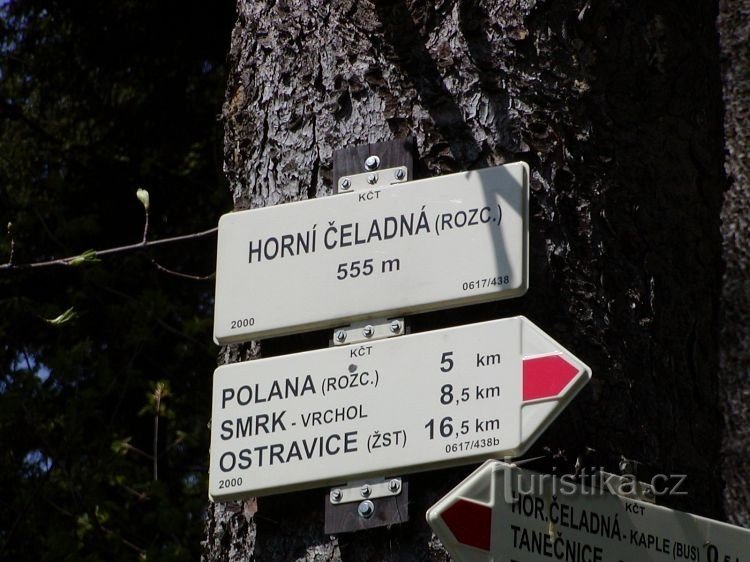 KČT
HORNÍ ČELADNÁ (ROZC.)
555 m
2000
0617/438
KČT
POLANA (ROZC.) 5 km
SMRK - VRCHOL 8,5 km
OSTRAVICE (ŽST) 16,5 km
2000
0617/438b
Turistika.cz
KČT
HOR.ČELADNÁ - KAPLE (BUS)
TANEČNICE